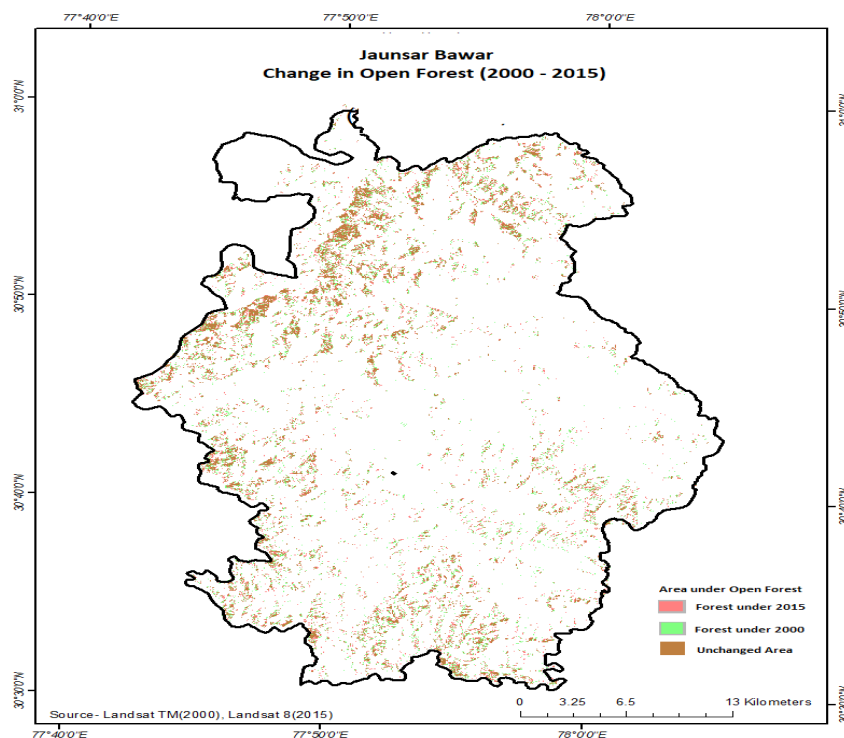 77°40'0"E 77°50'0"E 78°0'0"E
Jaunsar Bawar
Change in Open Forest (2000 - 2015)
31°0'0"N
30°50'0"N
30°40'0"N
30°40'0"N
Area under Open Forest
Forest under 2015
Forest under 2000
Unchanged Area
30°30'0"N
0 3.25 6.5 13 Kilometers
Source- Landsat TM(2000), Landsat 8(2015)
77°40'0"E 77°50'0"E 78°0'0"E